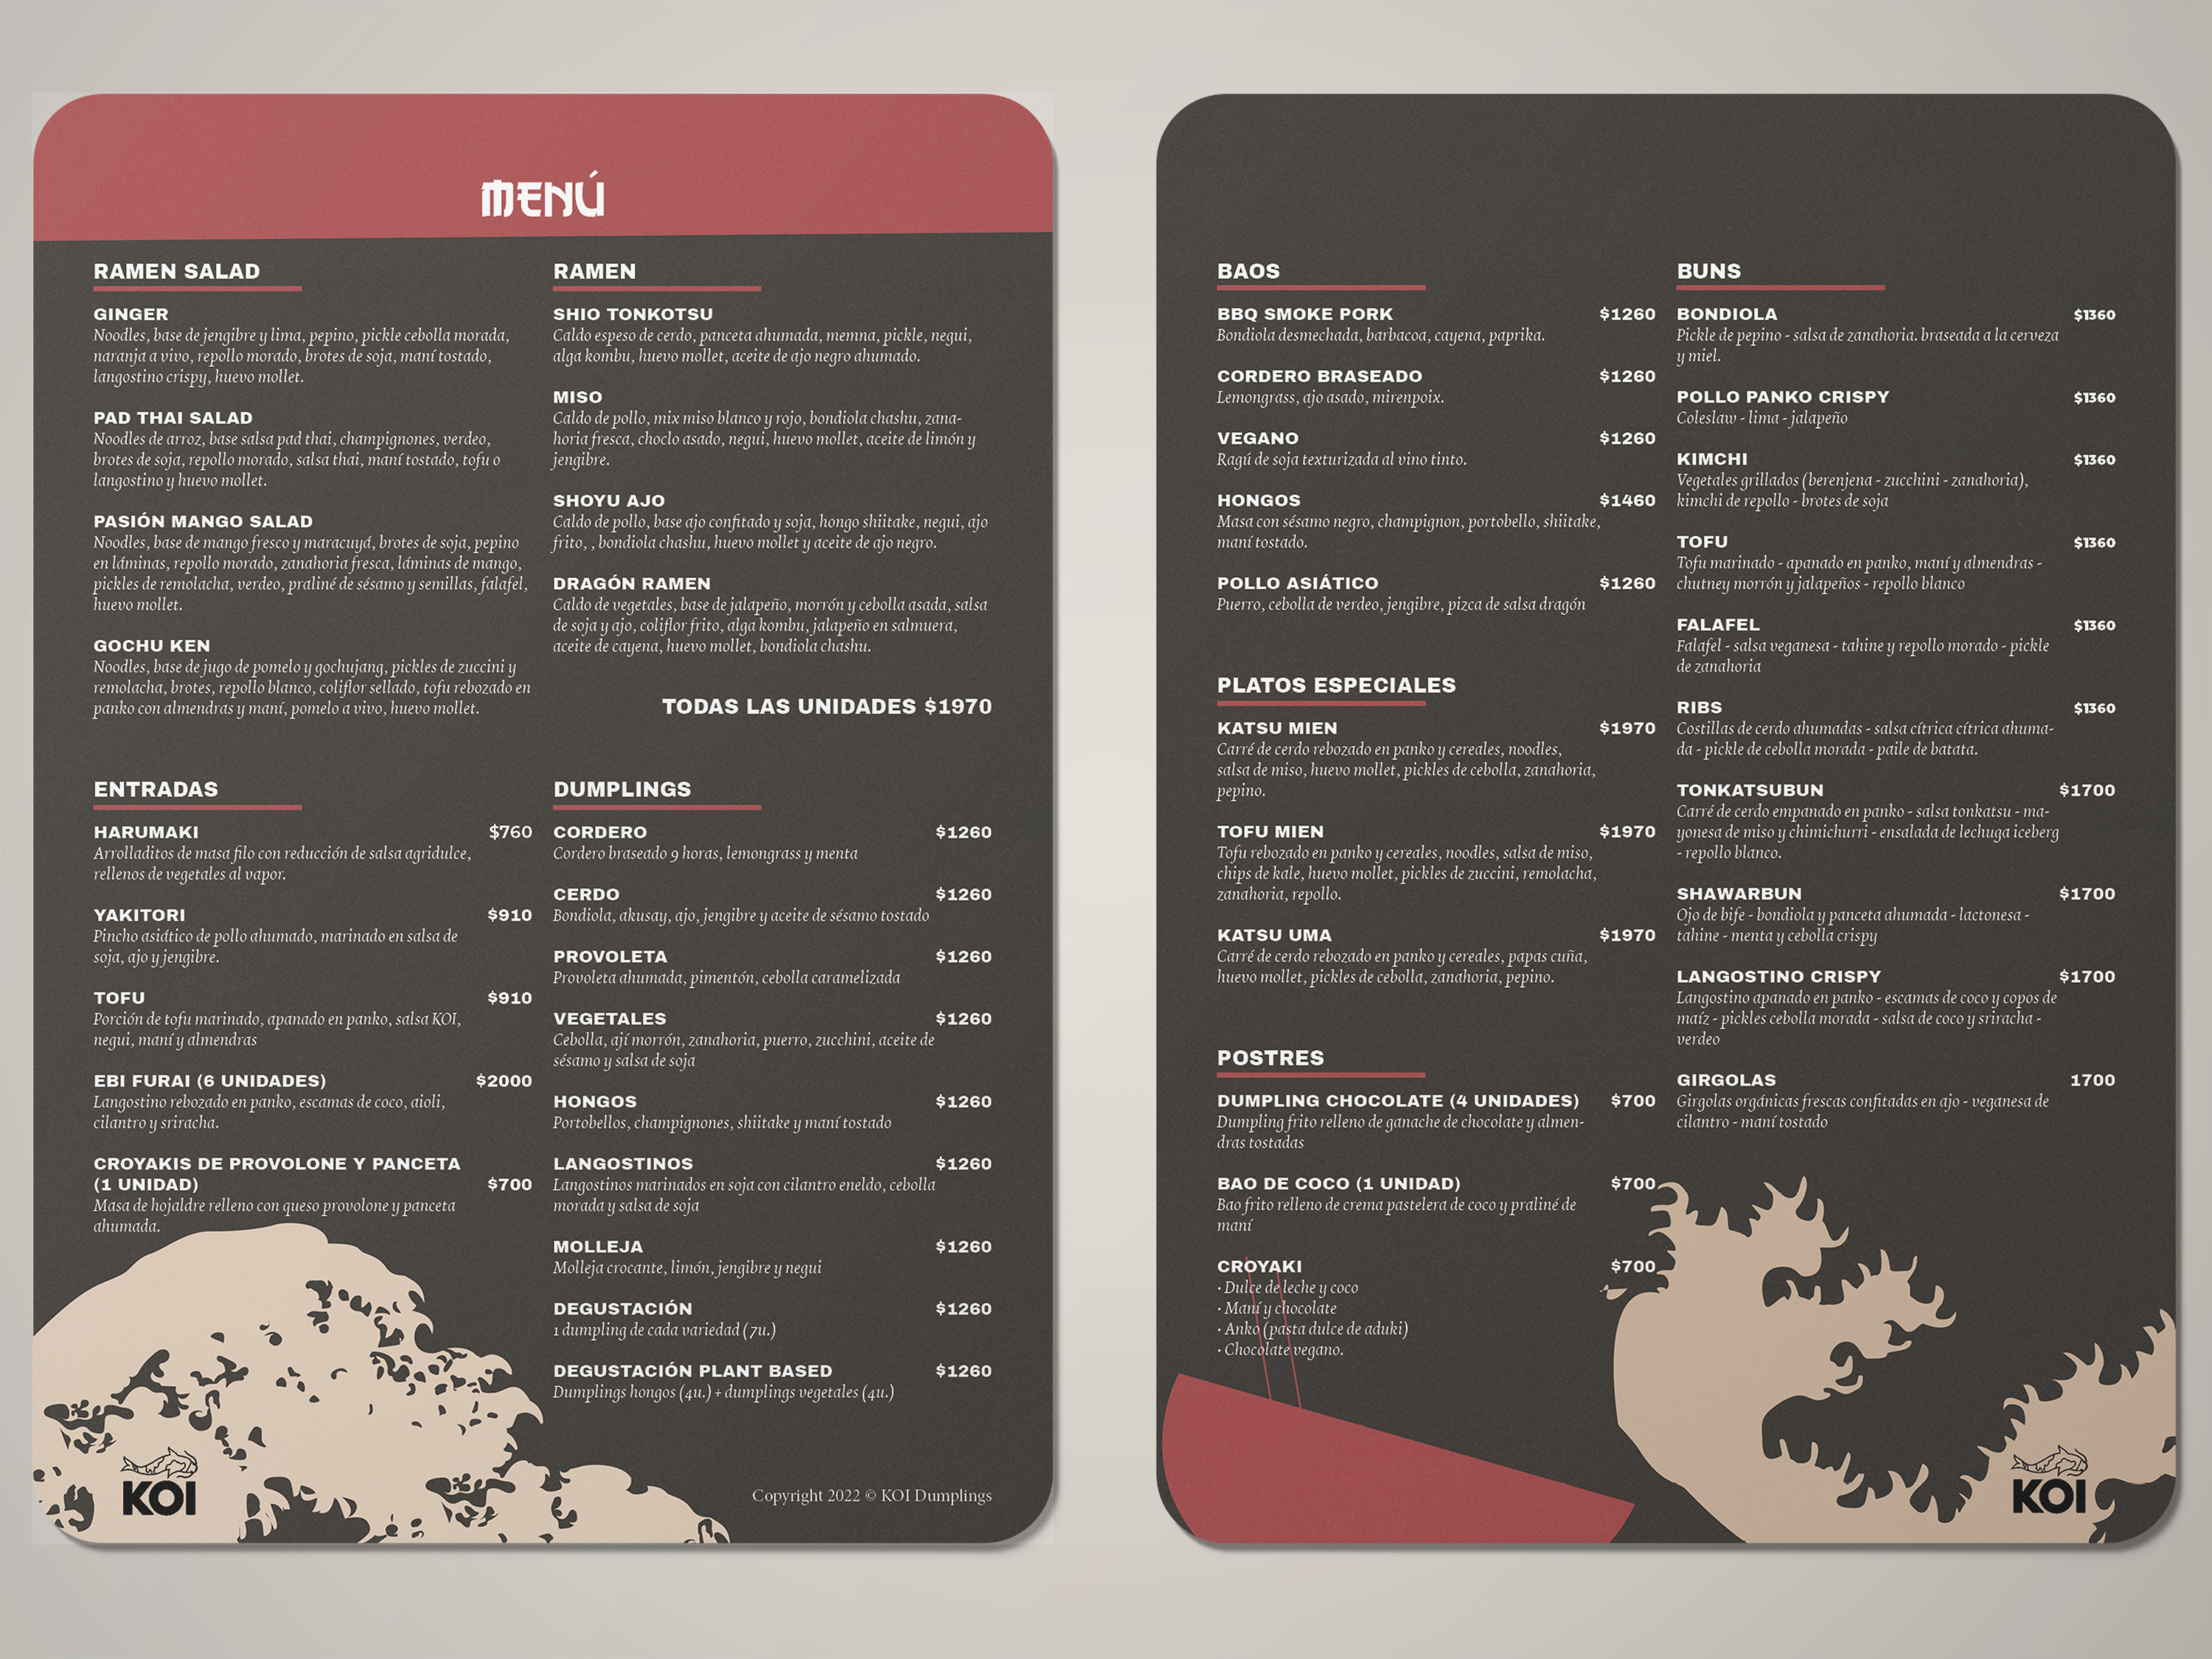 MENÚ
RAMEN SALAD
GINGER
Noodles, base de jengibre y lima, pepino, pickle cebolla morada,
naranja a vivo, repollo morado, brotes de soja, maní tostado,
langostino crispy, huevo mollet.
PAD THAI SALAD
Noodles de arroz, base salsa pad thai, champignones, verdeo,
brotes de soja, repollo morado, salsa thai, maní tostado, tofu o
langostino y huevo mollet.
PASIÓN MANGO SALAD
Noodles, base de mango fresco y maracuyá, brotes de soja, pepino
en láminas, repollo morado, zanahoria fresca, láminas de mango,
pickles de remolacha, verdeo, praliné de sésamo y semillas, falafel,
huevo mollet.
GOCHU KEN
Noodles, base de jugo de pomelo y gochujang, pickles de zuccini y
remolacha, brotes, repollo blanco, coliflor sellado, tofu rebozado en
panko con almendras y maní, pomelo a vivo, huevo mollet.
RAMEN
SHIO TONKOTSU
Caldo espeso de cerdo, panceta ahumada, memna, pickle, negui,
alga kombu, huevo mollet, aceite de ajo negro ahumado.
MISO
Caldo de pollo, mix miso blanco y rojo, bondiola chashu, zana-
horia fresca, choclo asado, negui, huevo mollet, aceite de limón y
jengibre.
SHOYU AJO
Caldo de pollo, base ajo confitado y soja, hongo shiitake, negui, ajo
frito, , bondiola chashu, huevo mollet y aceite de ajo negro.
DRAGÓN RAMEN
Caldo de vegetales, base de jalapeño, morrón y cebolla asada, salsa
de soja y ajo, coliflor frito, alga kombu, jalapeño en salmuera,
aceite de cayena, huevo mollet, bondiola chashu.
TODAS LAS UNIDADES $1970
ENTRADAS
HARUMAKI $760
Arrolladitos de masa filo con reducción de salsa agridulce,
rellenos de vegetales al vapor.
YAKITORI $910
Pincho asiático de pollo ahumado, marinado en salsa de
soja, ajo y jengibre.
TOFU $910
Porción de tofu marinado, apanado en panko, salsa KOI,
negui, maní y almendras
EBI FURAI (6 UNIDADES) $2000
Langostino rebozado en panko, escamas de coco, aioli,
cilantro y sriracha.
CROYAKIS DE PROVOLONE Y PANCETA
(1 UNIDAD) $700
Masa de hojaldre relleno con queso provolone y panceta
ahumada.
DUMPLINGS
CORDERO $1260
Cordero braseado 9 horas, lemongrass y menta
CERDO $1260
Bondiola, akusay, ajo, jengibre y aceite de sésamo tostado
PROVOLETA $1260
Provoleta ahumada, pimentón, cebolla caramelizada
VEGETALES $1260
Cebolla, ají morrón, zanahoria, puerro, zucchini, aceite de
sésamo y salsa de soja
HONGOS $1260
Portobellos, champignones, shiitake y maní tostado
LANGOSTINOS $1260
Langostinos marinados en soja con cilantro eneldo, cebolla
morada y salsa de soja
MOLLEJA $1260
Molleja crocante, limón, jengibre y negui
DEGUSTACIÓN $1260
1 dumpling de cada variedad (7u.)
DEGUSTACIÓN PLANT BASED $1260
Dumplings hongos (4u.) + dumplings vegetales (4u.)
KOI
Copyright 2022 © KOI Dumplings
BAOS
BBQ SMOKE PORK $1260
Bondiola desmechada, barbacoa, cayena, paprika.
CORDERO BRASEADO $1260
Lemongrass, ajo asado, mirenpoix.
VEGANO $1260
Ragú de soja texturizada al vino tinto.
HONGOS $1460
Masa con sésamo negro, champignon, portobello, shiitake,
maní tostado.
POLLO ASIÁTICO $1260
Puerro, cebolla de verdeo, jengibre, pizca de salsa dragón
PLATOS ESPECIALES
KATSU MIEN $1970
Carré de cerdo rebozado en panko y cereales, noodles,
salsa de miso, huevo mollet, pickles de cebolla, zanahoria,
pepino.
TOFU MIEN $1970
Tofu rebozado en panko y cereales, noodles, salsa de miso,
chips de kale, huevo mollet, pickles de zuccini, remolacha,
zanahoria, repollo.
KATSU UMA $1970
Carré de cerdo rebozado en panko y cereales, papas cuña,
huevo mollet, pickles de cebolla, zanahoria, pepino.
POSTRES
DUMPLING CHOCOLATE (4 UNIDADES) $700
Dumpling frito relleno de ganache de chocolate y almen-
dras tostadas
BAO DE COCO (1 UNIDAD) $700
Bao frito relleno de crema pastelera de coco y praliné de
maní
CROYAKI $700
· Dulce de leche y coco
· Maní y chocolate
· Anko (pasta dulce de aduki)
· Chocolate vegano.
BUNS
BONDIOLA $1360
Pickle de pepino - salsa de zanahoria. braseada a la cerveza
y miel.
POLLO PANKO CRISPY $1360
Coleslaw - lima - jalapeño
KIMCHI $1360
Vegetales grillados (berenjena - zucchini - zanahoria),
kimchi de repollo - brotes de soja
TOFU $1360
Tofu marinado - apanado en panko, maní y almendras -
chutney morrón y jalapeños - repollo blanco
FALAFEL $1360
Falafel - salsa veganesa - tahine y repollo morado - pickle
de zanahoria
RIBS $1360
Costillas de cerdo ahumadas - salsa cítrica cítrica ahuma-
da - pickle de cebolla morada - paile de batata.
TONKATSUBUN $1700
Carré de cerdo empanado en panko - salsa tonkatsu - ma-
yonesa de miso y chimichurri - ensalada de lechuga iceberg
- repollo blanco.
SHAWARBUN $1700
Ojo de bife - bondiola y panceta ahumada - lactonesa -
tahine - menta y cebolla crispy
LANGOSTINO CRISPY $1700
Langostino apanado en panko - escamas de coco y copos de
maíz - pickles cebolla morada - salsa de coco y sriracha -
verdeo
GIRGOLAS 1700
Girgolas orgánicas frescas confitadas en ajo - veganesa de
cilantro - maní tostado
KOI